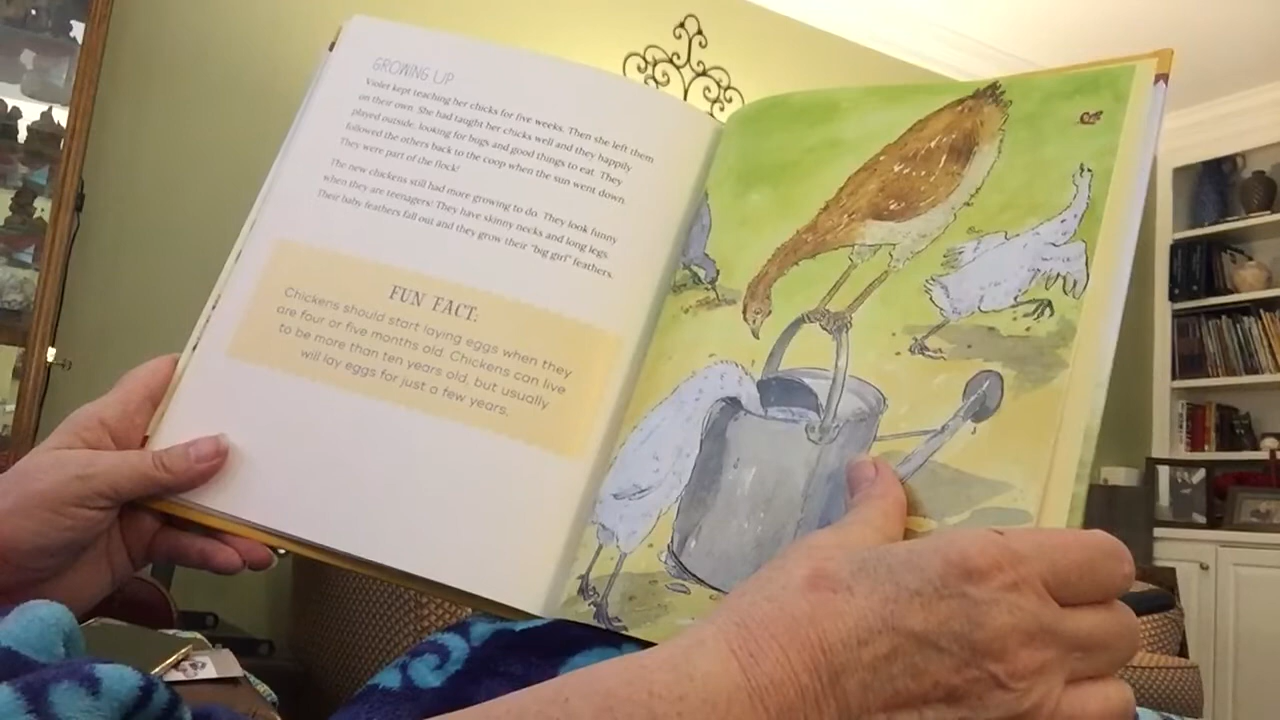 GROWING UP
Violet kept teaching her chicks for five weeks. Then she left them
on their own. She had taught her chicks well and they happily
played outside, looking for bugs and good things to eat. They
followed the others back to the coop when the sun went down.
They were part of the flock!
The new chickens still had more growing to do. They look funny
when they are teenagers! They have skinny necks and long legs.
Their baby feathers fall out and they grow their "big girl" feathers.
FUN FACT:
Chickens should start laying eggs when they
are four or five months old. Chickens can live
to be more than ten years old, but usually
will lay eggs for just a few years.